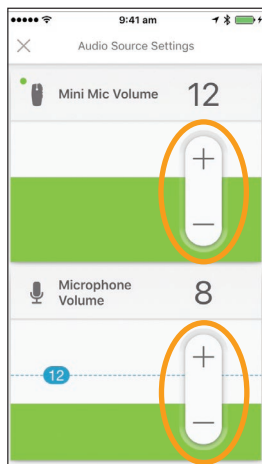 9:41 am
Audio Source Settings
Mini Mic Volume 12
+
−
Microphone
Volume 8
+
12
−